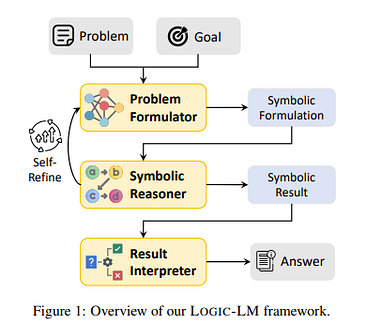 Problem
Goal
Problem
Formulator
Symbolic
Formulation
Self-
Refine
a
b
c
d
Symbolic
Reasoner
Symbolic
Result
?
Result
Interpreter
Answer
Figure 1: Overview of our LOGIC-LM framework.